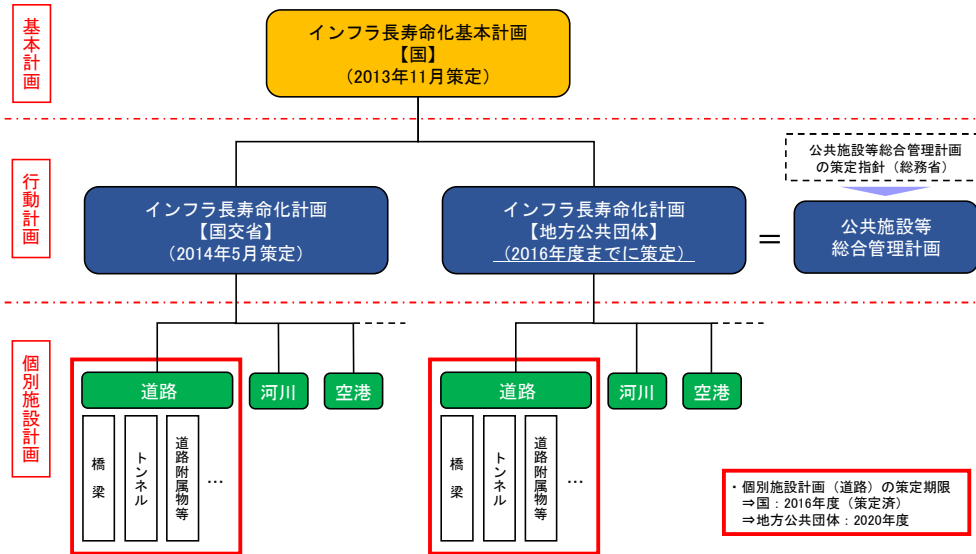 基本計画
インフラ長寿命化基本計画
【国】
(2013年11月策定)
行動計画
公共施設等総合管理計画
の策定指針（総務省）
インフラ長寿命化計画
【国交省】
(2014年5月策定)
インフラ長寿命化計画
【地方公共団体】
(2016年度までに策定)
＝
公共施設等
総合管理計画
個別施設計画
道路
河川
空港
橋梁
トンネル
道路附属物等
…
道路
河川
空港
橋梁
トンネル
道路附属物等
…
・個別施設計画（道路）の策定期限
⇒国：2016年度（策定済）
⇒地方公共団体：2020年度